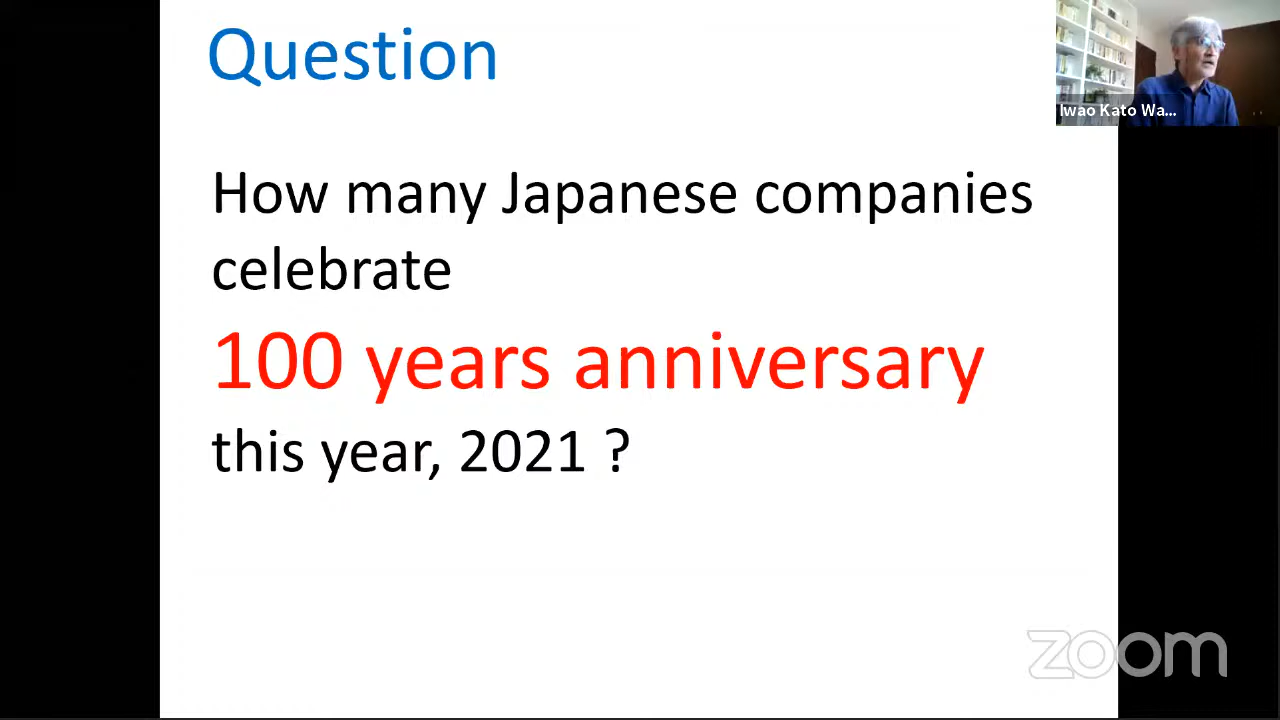 Question
Iwao Kato Wa...
How many Japanese companies
celebrate
100 years anniversary
this year, 2021 ?
zoom